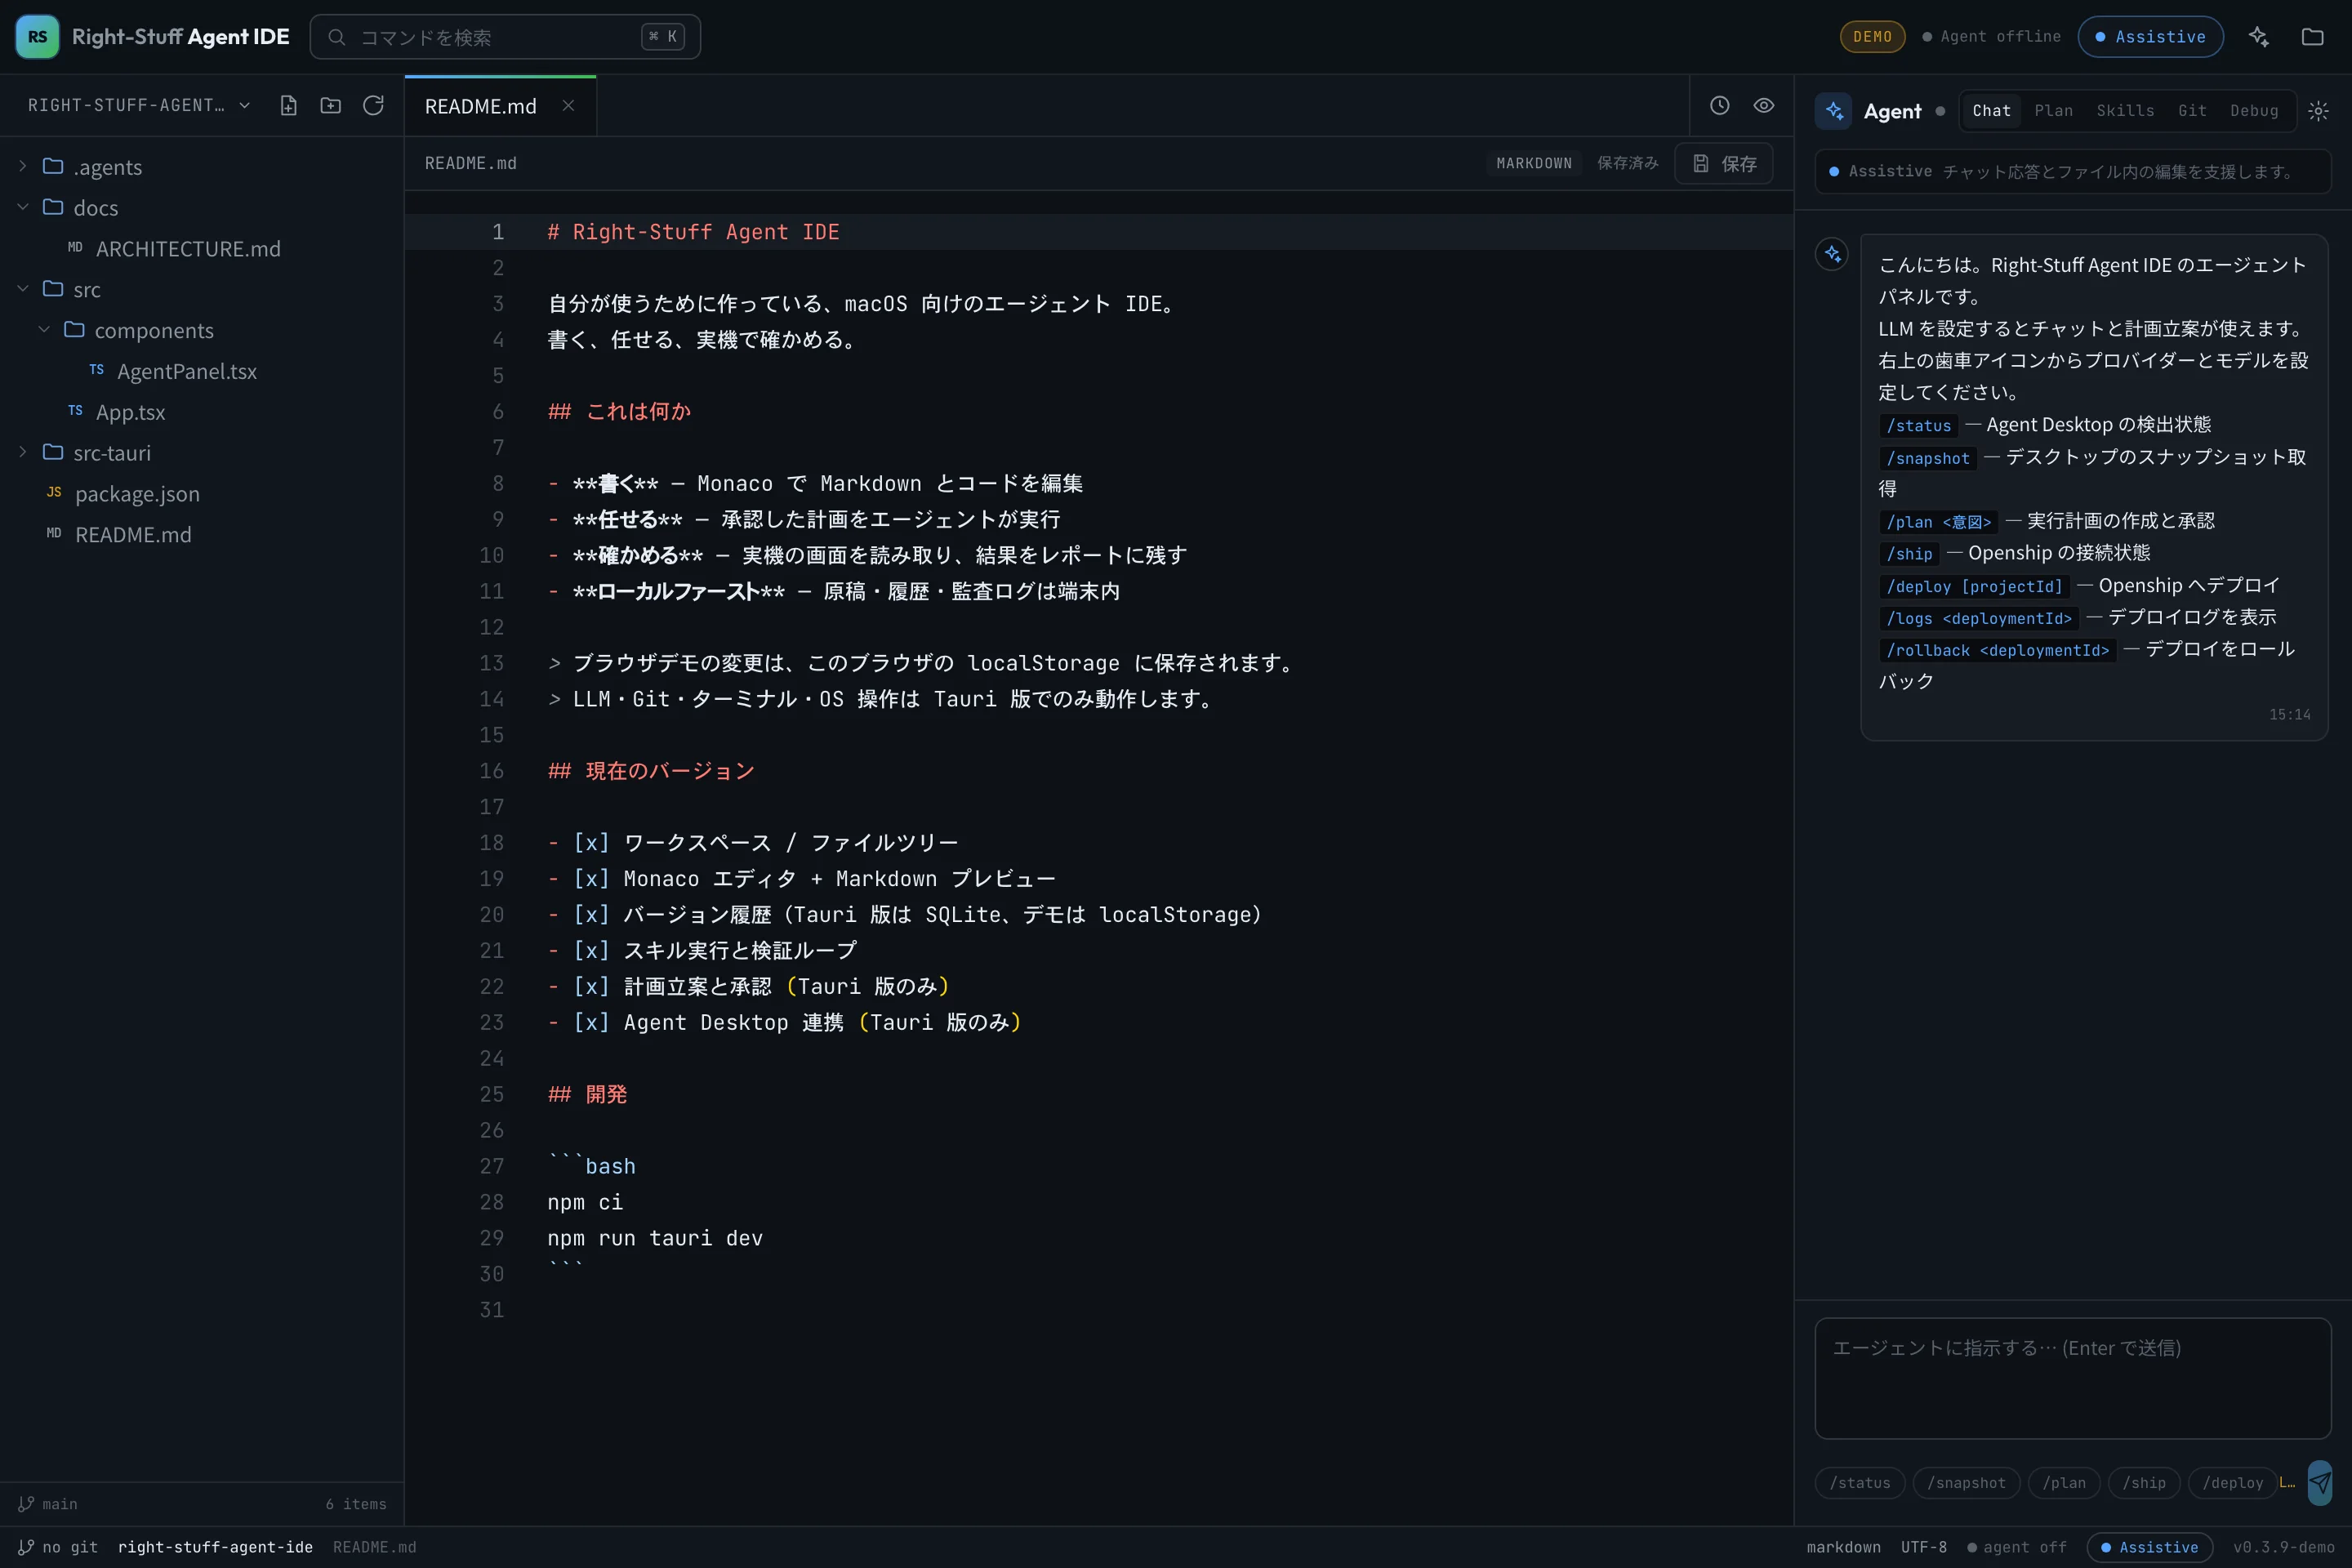 RS Right-Stuff Agent IDE
コマンドを検索 ⌘ K
DEMO Agent offline Assistive
RIGHT-STUFF-AGENT…
.agents
docs
MD ARCHITECTURE.md
src
components
TS AgentPanel.tsx
TS App.tsx
src-tauri
JS package.json
MD README.md
main 6 items
README.md
README.md MARKDOWN 保存済み 保存
1 # Right-Stuff Agent IDE
2
3 自分が使うために作っている、macOS 向けのエージェント IDE。
4 書く、任せる、実機で確かめる。
5
6 ## これは何か
7
8 - **書く** — Monaco で Markdown とコードを編集
9 - **任せる** — 承認した計画をエージェントが実行
10 - **確かめる** — 実機の画面を読み取り、結果をレポートに残す
11 - **ローカルファースト** — 原稿・履歴・監査ログは端末内
12
13 > ブラウザデモの変更は、このブラウザの localStorage に保存されます。
14 > LLM・Git・ターミナル・OS 操作は Tauri 版でのみ動作します。
15
16 ## 現在のバージョン
17
18 - [x] ワークスペース / ファイルツリー
19 - [x] Monaco エディタ + Markdown プレビュー
20 - [x] バージョン履歴（Tauri 版は SQLite、デモは localStorage）
21 - [x] スキル実行と検証ループ
22 - [x] 計画立案と承認 (Tauri 版のみ)
23 - [x] Agent Desktop 連携 (Tauri 版のみ)
24
25 ## 開発
26
27 ```bash
28 npm ci
29 npm run tauri dev
30 ```
31
Agent Chat Plan Skills Git Debug
Assistive チャット応答とファイル内の編集を支援します。
こんにちは。Right-Stuff Agent IDE のエージェント
パネルです。
LLM を設定するとチャットと計画立案が使えます。
右上の歯車アイコンからプロバイダーとモデルを設
定してください。
/status — Agent Desktop の検出状態
/snapshot — デスクトップのスナップショット取
得
/plan <意図> — 実行計画の作成と承認
/ship — Openship の接続状態
/deploy [projectId] — Openship へデプロイ
/logs <deploymentId> — デプロイログを表示
/rollback <deploymentId> — デプロイをロール
バック
15:14
エージェントに指示する… (Enter で送信)
/status /snapshot /plan /ship /deploy L…
no git right-stuff-agent-ide README.md
markdown UTF-8 agent off Assistive v0.3.9-demo